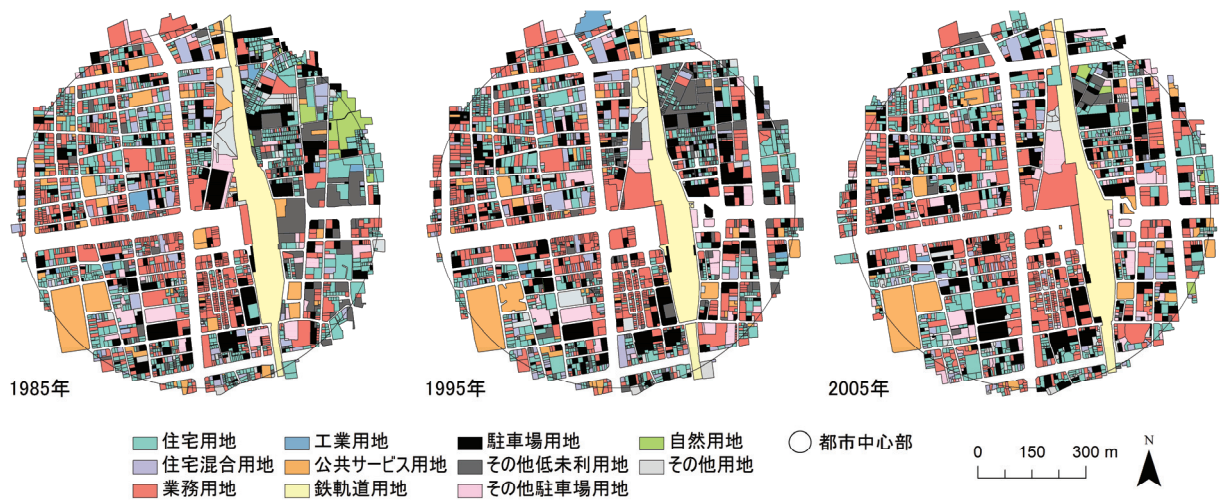 1985年
1995年
2005年
住宅用地
工業用地
駐車場用地
自然用地
都市中心部
住宅混合用地
公共サービス用地
その他低未利用地
その他用地
業務用地
鉄軌道用地
その他駐車場用地
0 150 300 m
N